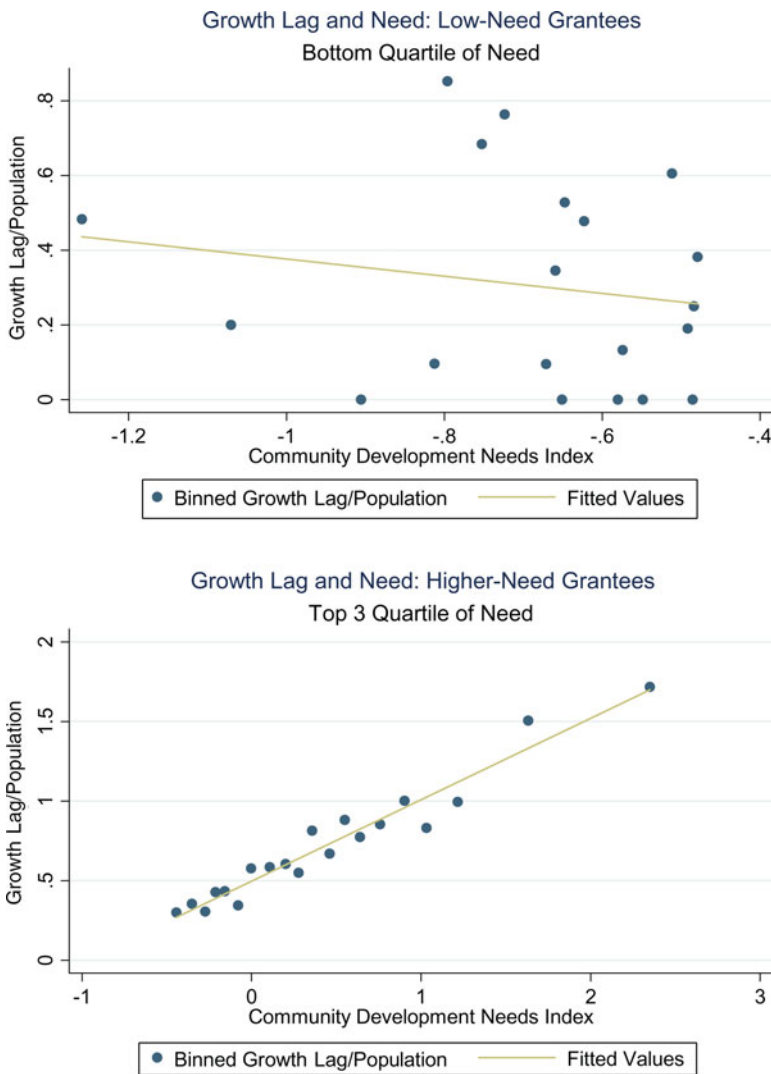 Growth Lag and Need: Low-Need Grantees
Bottom Quartile of Need
Growth Lag/Population
.8
.6
.4
.2
0
-1.2 -1 -.8 -.6 -.4
Community Development Needs Index
Binned Growth Lag/Population Fitted Values
Growth Lag and Need: Higher-Need Grantees
Top 3 Quartile of Need
Growth Lag/Population
2
1.5
1
.5
0
-1 0 1 2 3
Community Development Needs Index
Binned Growth Lag/Population Fitted Values